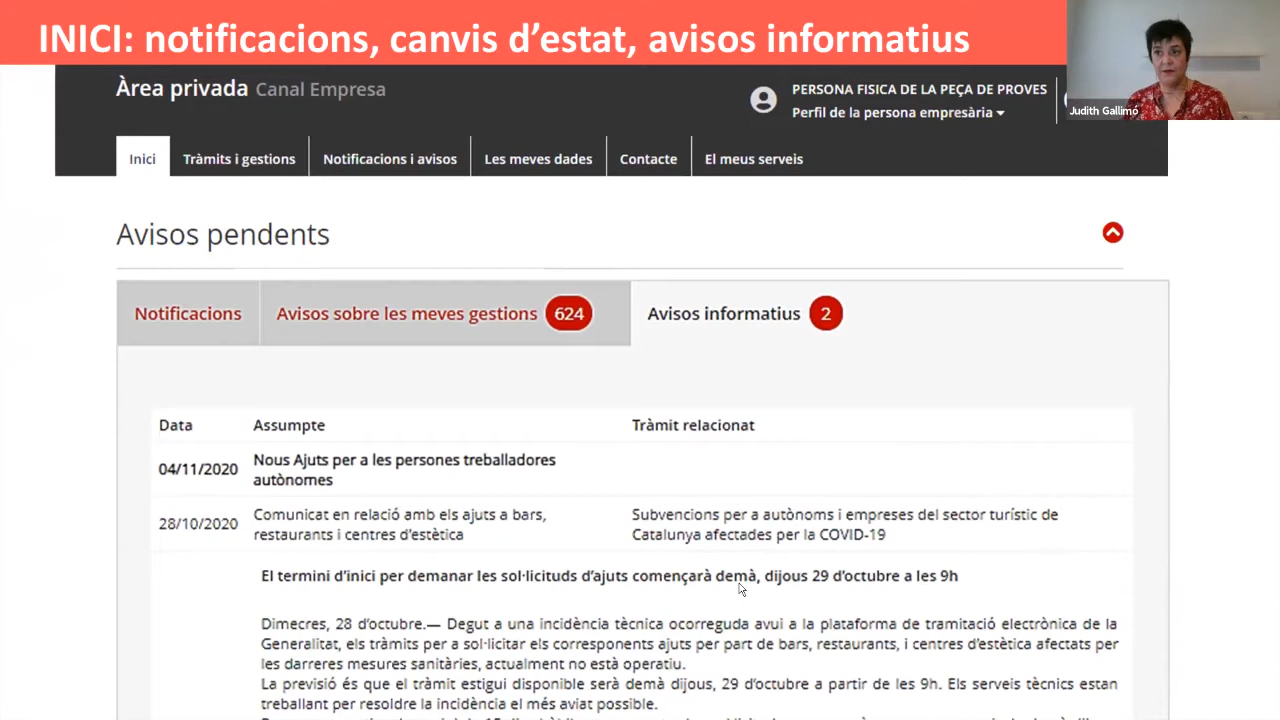 INICI: notificacions, canvis d'estat, avisos informatius
Àrea privada Canal Empresa
PERSONA FISICA DE LA PEÇA DE PROVES
Perfil de la persona empresària
Judith Gallimó
Inici
Tràmits i gestions
Notificacions i avisos
Les meves dades
Contacte
El meus serveis
Avisos pendents
Notificacions
Avisos sobre les meves gestions 624
Avisos informatius 2
Data
Assumpte
Tràmit relacionat
04/11/2020
Nous Ajuts per a les persones treballadores
autònomes
28/10/2020
Comunicat en relació amb els ajuts a bars,
restaurants i centres d'estètica
Subvencions per a autònoms i empreses del sector turístic de
Catalunya afectades per la COVID-19
El termini d'inici per demanar les sol·licituds d'ajuts començarà demà, dijous 29 d'octubre a les 9h
Dimecres, 28 d'octubre.— Degut a una incidència tècnica ocorreguda avui a la plataforma de tramitació electrònica de la
Generalitat, els tràmits per a sol·licitar els corresponents ajuts per part de bars, restaurants, i centres d'estètica afectats per
les darreres mesures sanitàries, actualment no està operatiu.
La previsió és que el tràmit estigui disponible serà demà dijous, 29 d'octubre a partir de les 9h. Els serveis tècnics estan
treballant per resoldre la incidència el més aviat possible.